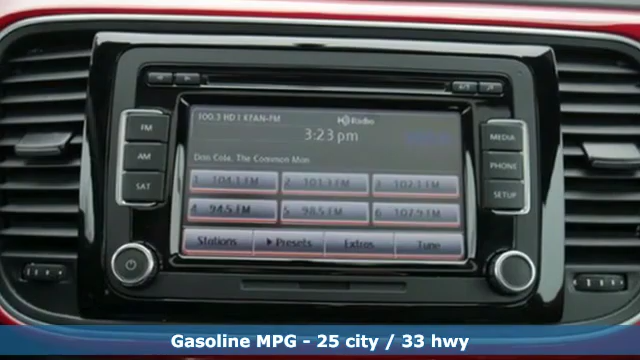 100.3 HD1 KFAN-FM
HD Radio
3:23 pm
Dan Cole, The Common Man
FM
AM
SAT
MEDIA
PHONE
SETUP
1 104.1 FM 2 101.3 FM 3 102.1 FM
4 94.5 FM 5 98.5 FM 6 107.9 FM
Stations Presets Extras Tune
Gasoline MPG - 25 city / 33 hwy